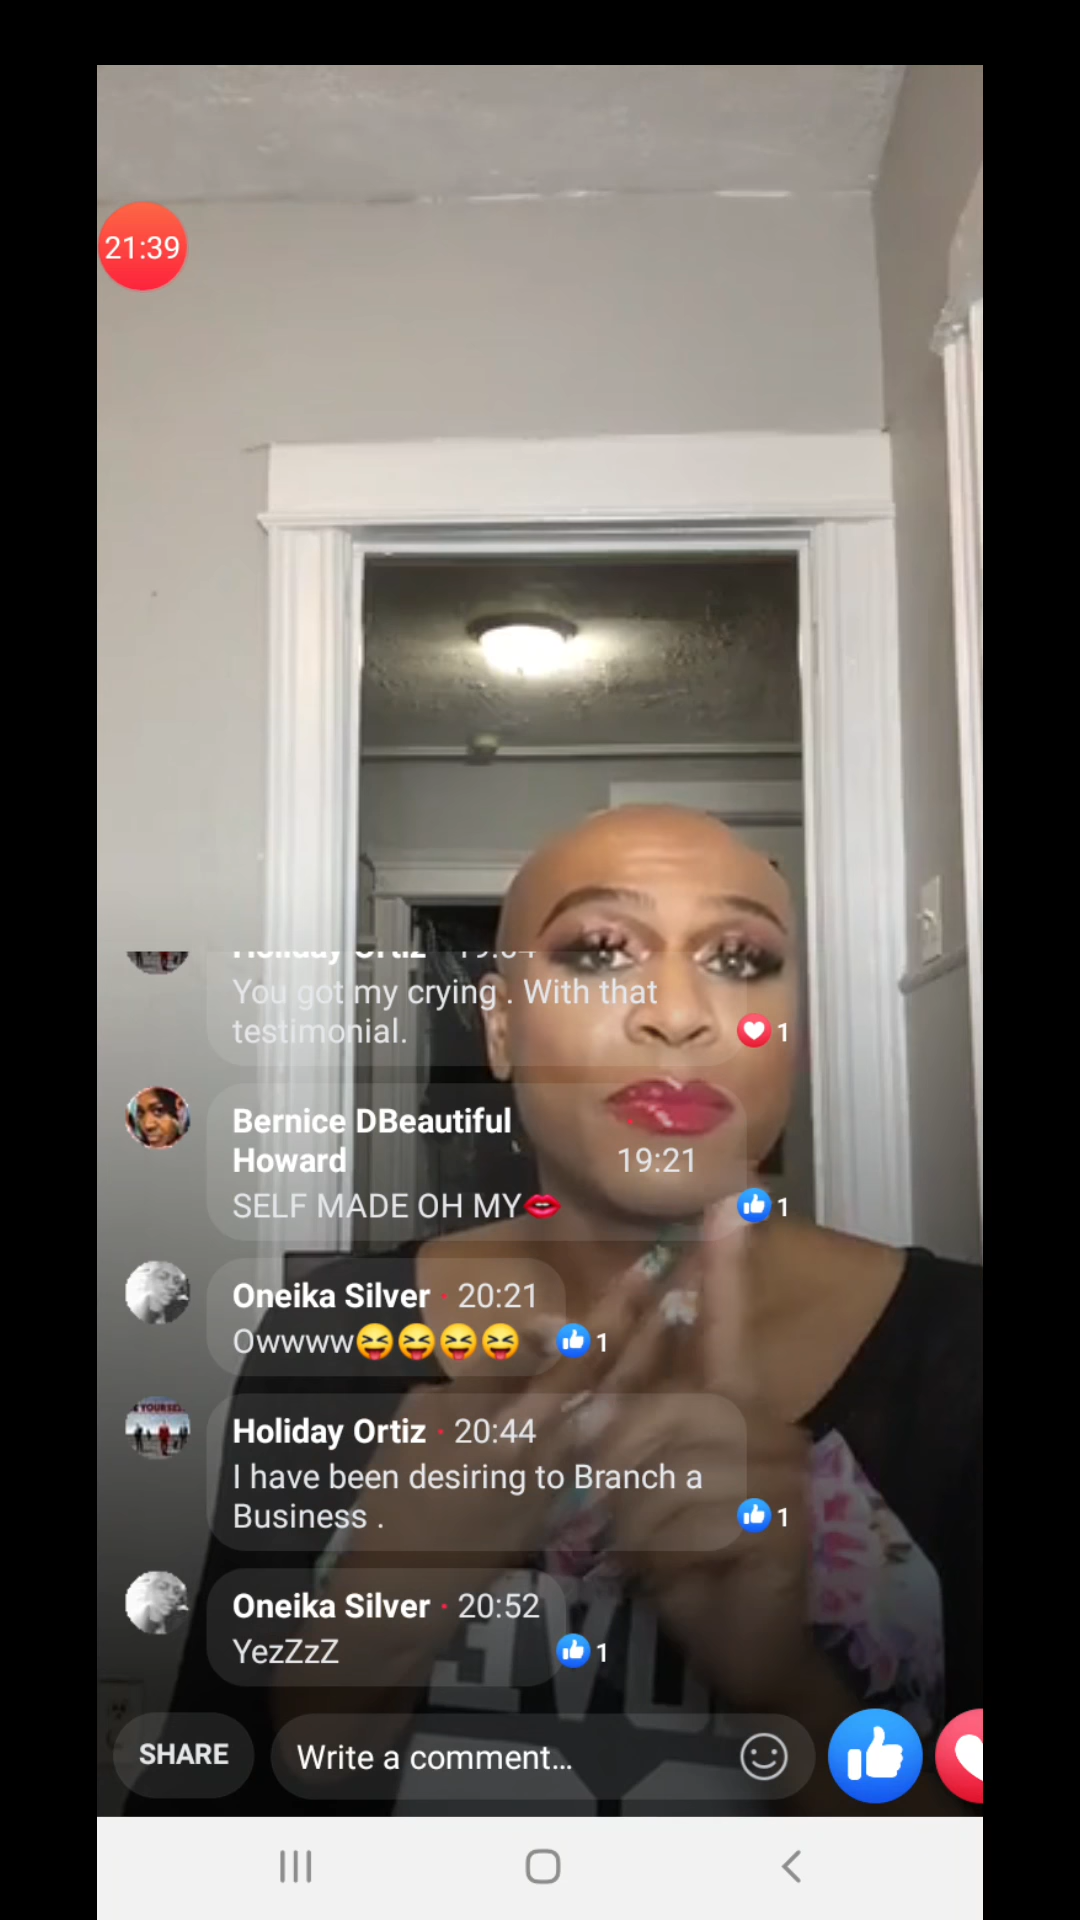 21:39
Holiday Ortiz
You got my crying . With that
testimonial.
1
Bernice DBeautiful
Howard 19:21
SELF MADE OH MY👄
1
Oneika Silver · 20:21
Owwww😝😝😝😝
1
Holiday Ortiz · 20:44
I have been desiring to Branch a
Business .
1
Oneika Silver · 20:52
YezZzZ
1
SHARE
Write a comment...